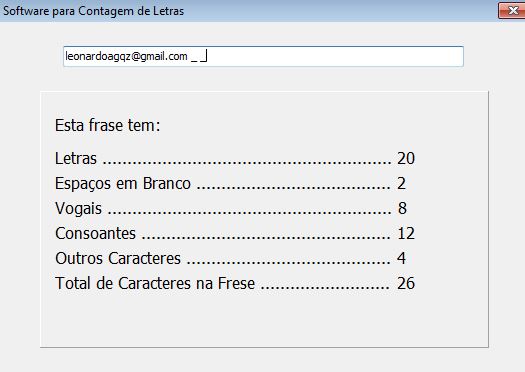 Software para Contagem de Letras
leonardoagqz@gmail.com _ _
Esta frase tem:
Letras .......................................................... 20
Espaços em Branco ....................................... 2
Vogais ......................................................... 8
Consoantes .................................................. 12
Outros Caracteres ......................................... 4
Total de Caracteres na Frese .......................... 26